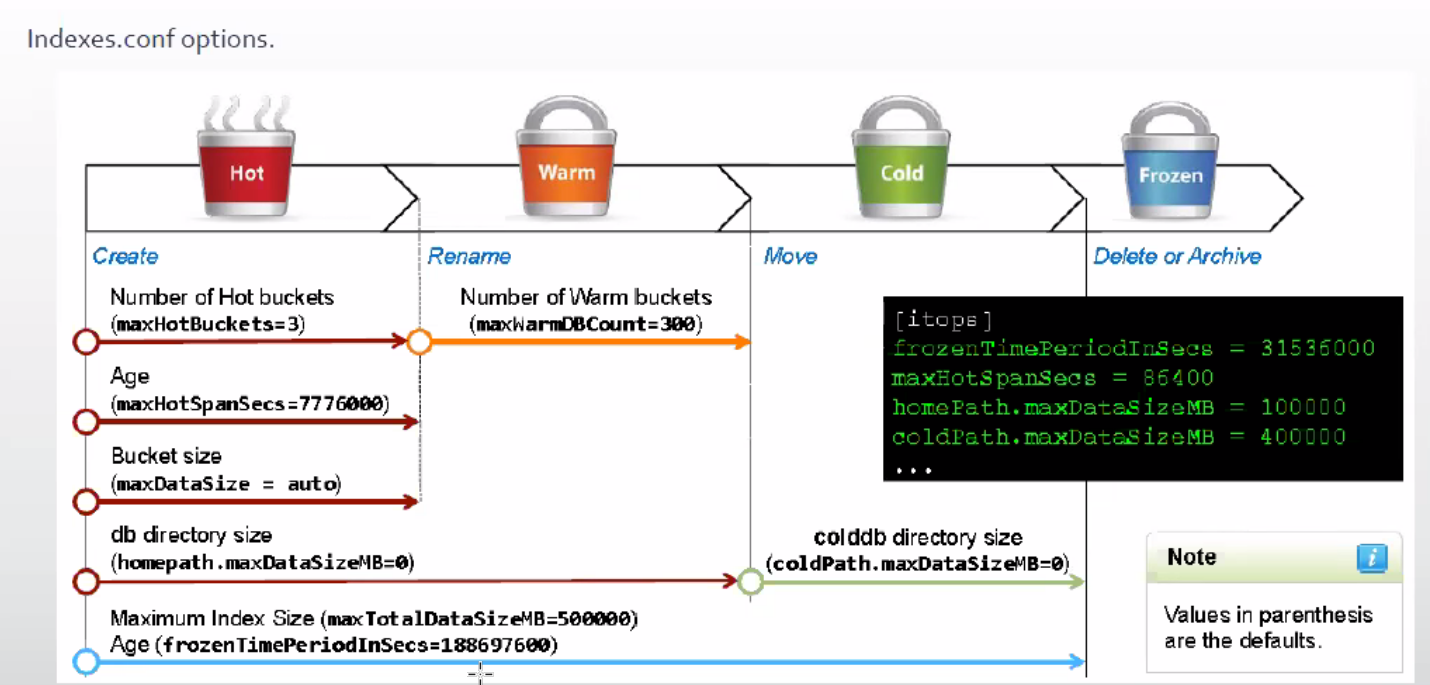 Indexes.conf options.
Hot
Warm
Cold
Frozen
Create
Rename
Move
Delete or Archive
Number of Hot buckets
(maxHotBuckets=3)
Number of Warm buckets
(maxWarmDBCount=300)
Age
(maxHotSpanSecs=7776000)
Bucket size
(maxDataSize = auto)
db directory size
(homepath.maxDataSizeMB=0)
colddb directory size
(coldPath.maxDataSizeMB=0)
Maximum Index Size (maxTotalDataSizeMB=500000)
Age (frozenTimePeriodInSecs=188697600)
[itops]
frozenTimePeriodInSecs = 31536000
maxHotSpanSecs = 86400
homePath.maxDataSizeMB = 100000
coldPath.maxDataSizeMB = 400000
...
Note
i
Values in parenthesis
are the defaults.